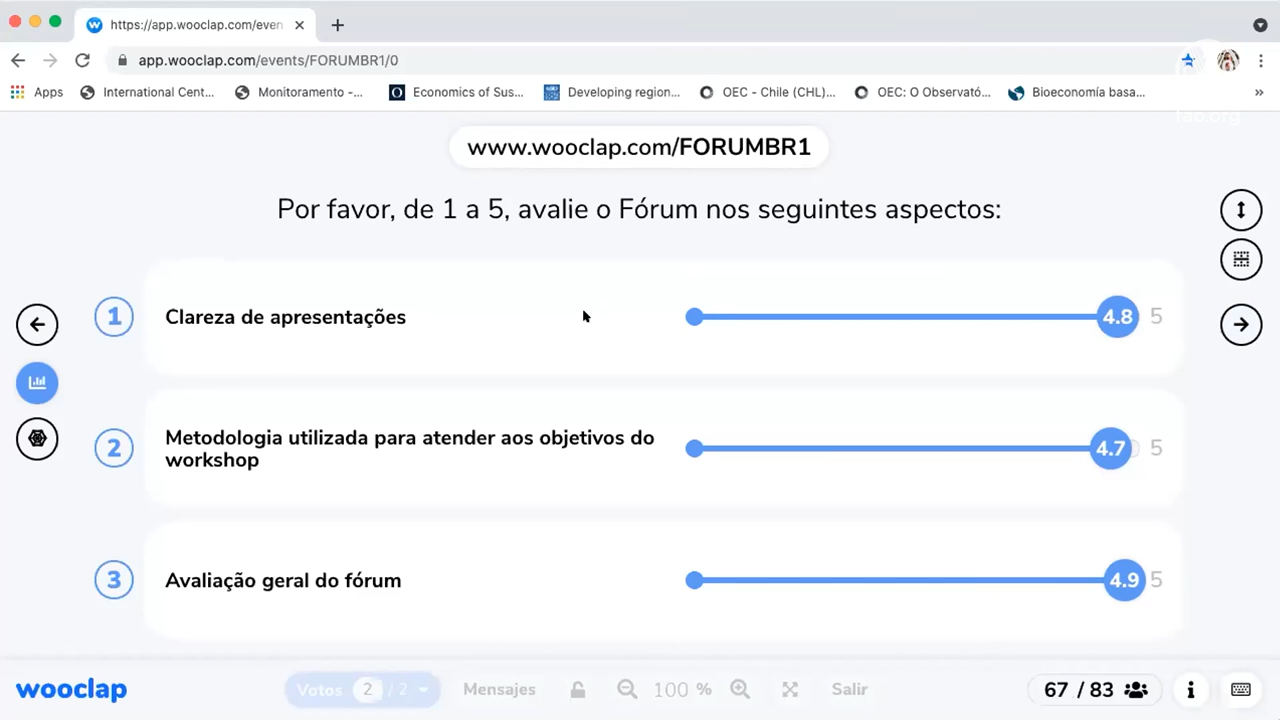 https://app.wooclap.com/even
app.wooclap.com/events/FORUMBR1/0
Apps International Cent... Monitoramento -... Economics of Sus... Developing region... OEC - Chile (CHL)... OEC: O Observató... Bioeconomía basa... »
fao.org
www.wooclap.com/FORUMBR1
Por favor, de 1 a 5, avalie o Fórum nos seguintes aspectos:
1 Clareza de apresentações 4.8 5
2 Metodologia utilizada para atender aos objetivos do
workshop 4.7 5
3 Avaliação geral do fórum 4.9 5
wooclap Votos 2 / 2 Mensajes 100 % Salir 67 / 83